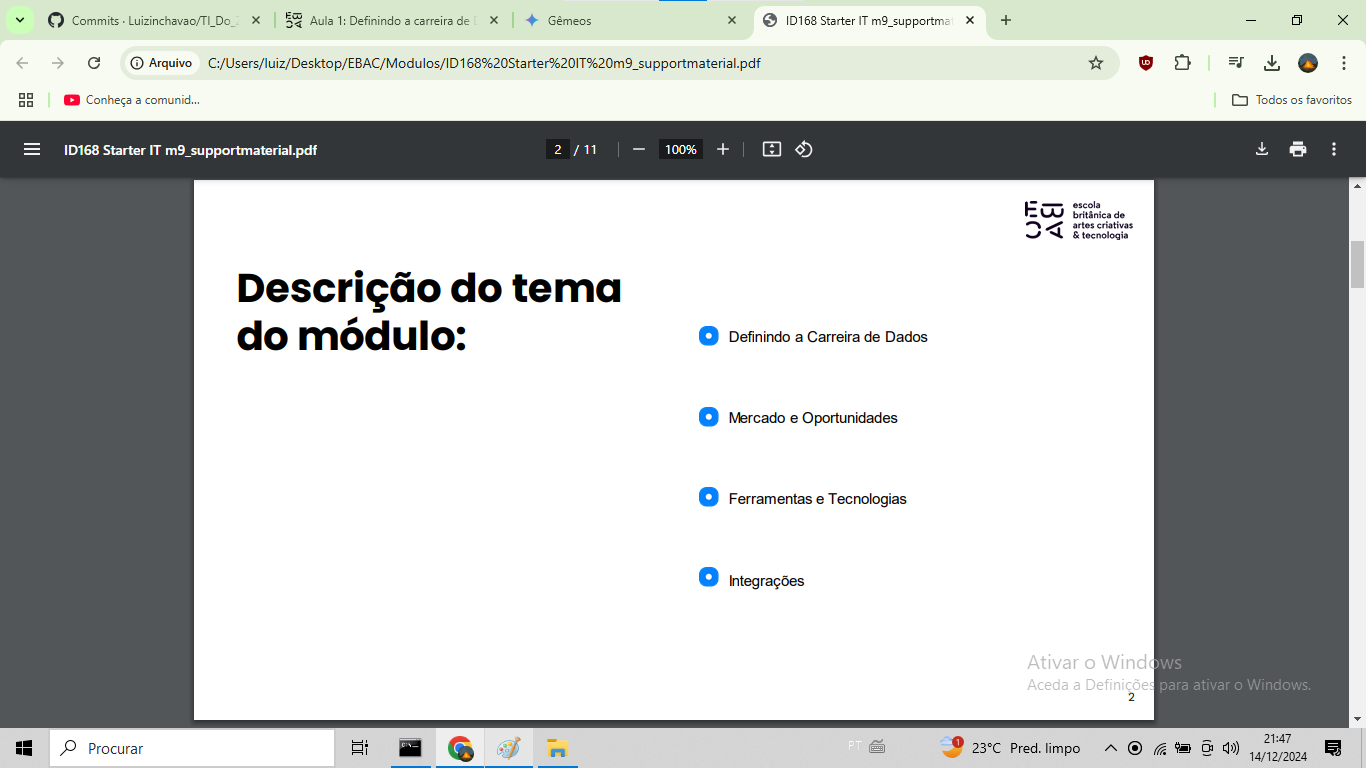 Commits · Luizinchavao/TI_Do_
Aula 1: Definindo a carreira de
Gêmeos
ID168 Starter IT m9_supportmat
Arquivo
C:/Users/luiz/Desktop/EBAC/Modulos/ID168%20Starter%20IT%20m9_supportmaterial.pdf
Conheça a comunid...
Todos os favoritos
ID168 Starter IT m9_supportmaterial.pdf
2 / 11
100%
escola
britânica de
artes criativas
& tecnologia
Descrição do tema
do módulo:
Definindo a Carreira de Dados
Mercado e Oportunidades
Ferramentas e Tecnologias
Integrações
Ativar o Windows
Aceda a Definições para ativar o Windows.
2
Procurar
PT
1
23°C Pred. limpo
21:47
14/12/2024